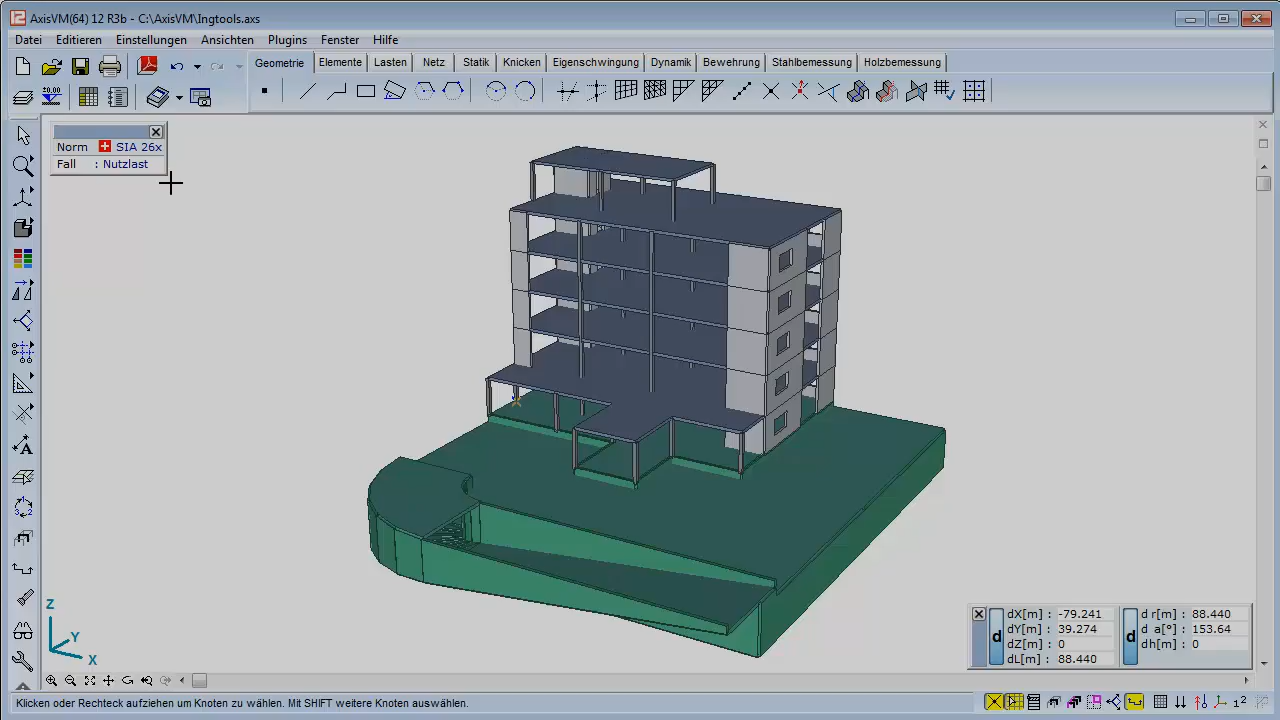 AxisVM(64) 12 R3b - C:\AxisVM\Ingtools.axs
Datei Editieren Einstellungen Ansichten Plugins Fenster Hilfe
Geometrie Elemente Lasten Netz Statik Knicken Eigenschwingung Dynamik Bewehrung Stahlbemessung Holzbemessung
Norm SIA 26x
Fall : Nutzlast
Z
Y
X
d
dX[m] : -79.241
dY[m] : 39.274
dZ[m] : 0
dL[m] : 88.440
d
d r[m] : 88.440
d a[°] : 153.64
dh[m] : 0
Klicken oder Rechteck aufziehen um Knoten zu wählen. Mit SHIFT weitere Knoten auswählen.